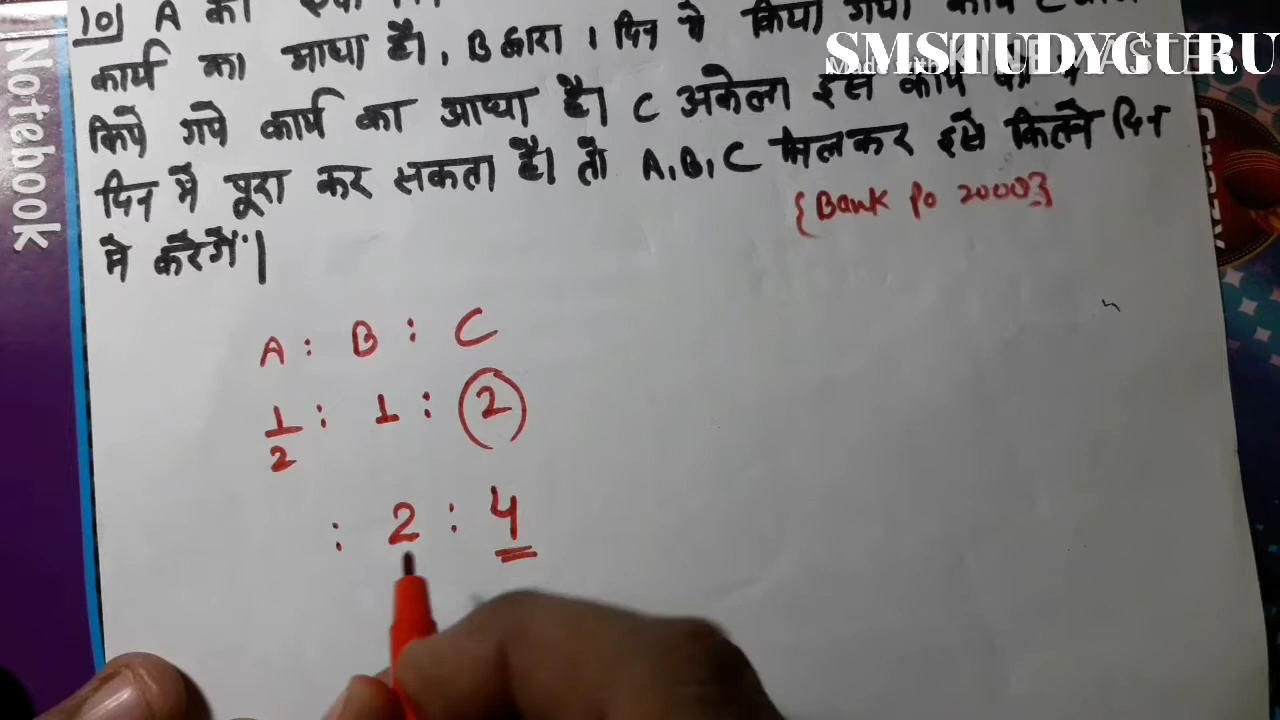 10) A का
कार्य का आधा है।, B द्वारा 1 दिन मे किया गया कार्य C
किये गये कार्य का आधा है। C अकेला इस कार्य को
दिन मे पूरा कर सकता है। तो A,B,C मिलकर इसे कितने दिन
मे करेगें।
{Bank Po 2000}
A : B : C
1/2 : 1 : 2
: 2 : 4
Notebook
SMSTUDYGURU